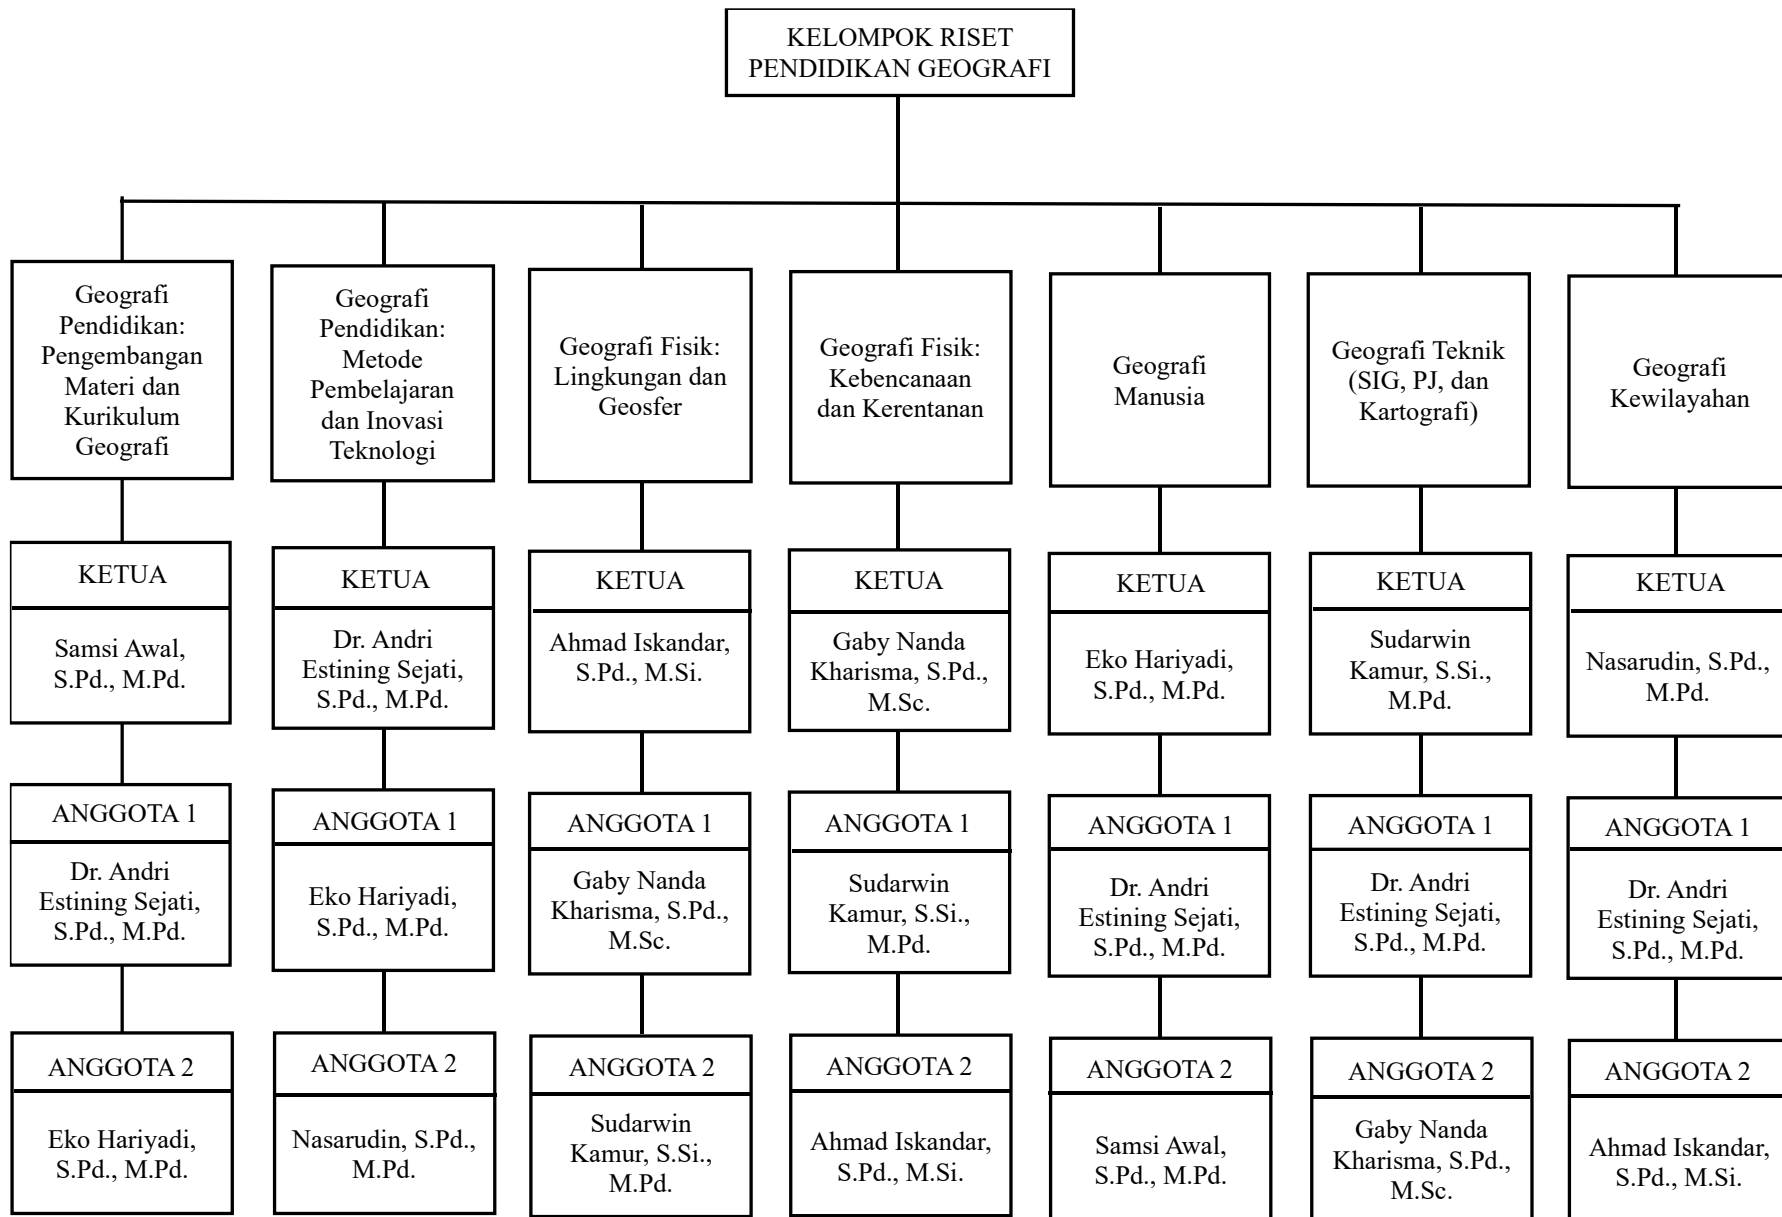 KELOMPOK RISET
PENDIDIKAN GEOGRAFI
Geografi
Pendidikan:
Pengembangan
Materi dan
Kurikulum
Geografi
Geografi
Pendidikan:
Metode
Pembelajaran
dan Inovasi
Teknologi
Geografi Fisik:
Lingkungan dan
Geosfer
Geografi Fisik:
Kebencanaan
dan Kerentanan
Geografi
Manusia
Geografi Teknik
(SIG, PJ, dan
Kartografi)
Geografi
Kewilayahan
KETUA
Samsi Awal,
S.Pd., M.Pd.
KETUA
Dr. Andri
Estining Sejati,
S.Pd., M.Pd.
KETUA
Ahmad Iskandar,
S.Pd., M.Si.
KETUA
Gaby Nanda
Kharisma, S.Pd.,
M.Sc.
KETUA
Eko Hariyadi,
S.Pd., M.Pd.
KETUA
Sudarwin
Kamur, S.Si.,
M.Pd.
KETUA
Nasarudin, S.Pd.,
M.Pd.
ANGGOTA 1
Dr. Andri
Estining Sejati,
S.Pd., M.Pd.
ANGGOTA 1
Eko Hariyadi,
S.Pd., M.Pd.
ANGGOTA 1
Gaby Nanda
Kharisma, S.Pd.,
M.Sc.
ANGGOTA 1
Sudarwin
Kamur, S.Si.,
M.Pd.
ANGGOTA 1
Dr. Andri
Estining Sejati,
S.Pd., M.Pd.
ANGGOTA 1
Dr. Andri
Estining Sejati,
S.Pd., M.Pd.
ANGGOTA 1
Dr. Andri
Estining Sejati,
S.Pd., M.Pd.
ANGGOTA 2
Eko Hariyadi,
S.Pd., M.Pd.
ANGGOTA 2
Nasarudin, S.Pd.,
M.Pd.
ANGGOTA 2
Sudarwin
Kamur, S.Si.,
M.Pd.
ANGGOTA 2
Ahmad Iskandar,
S.Pd., M.Si.
ANGGOTA 2
Samsi Awal,
S.Pd., M.Pd.
ANGGOTA 2
Gaby Nanda
Kharisma, S.Pd.,
M.Sc.
ANGGOTA 2
Ahmad Iskandar,
S.Pd., M.Si.